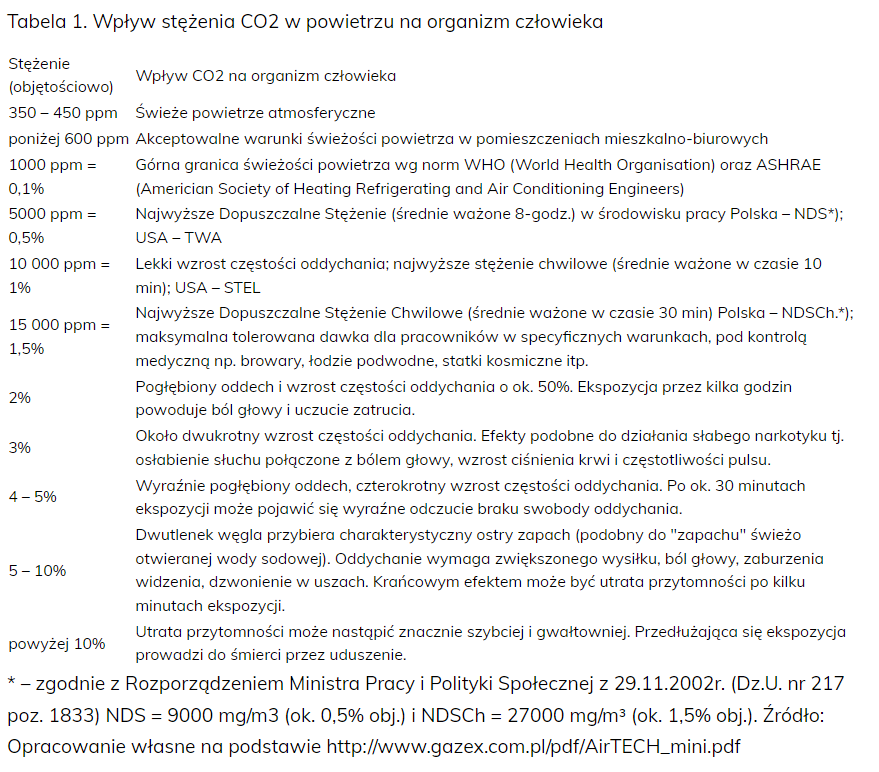 Tabela 1. Wpływ stężenia CO2 w powietrzu na organizm człowieka
Stężenie
(objętościowo)
Wpływ CO2 na organizm człowieka
350 – 450 ppm
Świeże powietrze atmosferyczne
poniżej 600 ppm
Akceptowalne warunki świeżości powietrza w pomieszczeniach mieszkalno-biurowych
1000 ppm =
0,1%
Górna granica świeżości powietrza wg norm WHO (World Health Organisation) oraz ASHRAE
(Americian Society of Heating Refrigerating and Air Conditioning Engineers)
5000 ppm =
0,5%
Najwyższe Dopuszczalne Stężenie (średnie ważone 8-godz.) w środowisku pracy Polska – NDS*);
USA – TWA
10 000 ppm =
1%
Lekki wzrost częstości oddychania; najwyższe stężenie chwilowe (średnie ważone w czasie 10
min); USA – STEL
15 000 ppm =
1,5%
Najwyższe Dopuszczalne Stężenie Chwilowe (średnie ważone w czasie 30 min) Polska – NDSCh.*);
maksymalna tolerowana dawka dla pracowników w specyficznych warunkach, pod kontrolą
medyczną np. browary, łodzie podwodne, statki kosmiczne itp.
2%
Pogłębiony oddech i wzrost częstości oddychania o ok. 50%. Ekspozycja przez kilka godzin
powoduje ból głowy i uczucie zatrucia.
3%
Około dwukrotny wzrost częstości oddychania. Efekty podobne do działania słabego narkotyku tj.
osłabienie słuchu połączone z bólem głowy, wzrost ciśnienia krwi i częstotliwości pulsu.
4 – 5%
Wyraźnie pogłębiony oddech, czterokrotny wzrost częstości oddychania. Po ok. 30 minutach
ekspozycji może pojawić się wyraźne odczucie braku swobody oddychania.
5 – 10%
Dwutlenek węgla przybiera charakterystyczny ostry zapach (podobny do "zapachu" świeżo
otwieranej wody sodowej). Oddychanie wymaga zwiększonego wysiłku, ból głowy, zaburzenia
widzenia, dzwonienie w uszach. Krańcowym efektem może być utrata przytomności po kilku
minutach ekspozycji.
powyżej 10%
Utrata przytomności może nastąpić znacznie szybciej i gwałtowniej. Przedłużająca się ekspozycja
prowadzi do śmierci przez uduszenie.
* – zgodnie z Rozporządzeniem Ministra Pracy i Polityki Społecznej z 29.11.2002r. (Dz.U. nr 217
poz. 1833) NDS = 9000 mg/m3 (ok. 0,5% obj.) i NDSCh = 27000 mg/m³ (ok. 1,5% obj.). Źródło:
Opracowanie własne na podstawie http://www.gazex.com.pl/pdf/AirTECH_mini.pdf